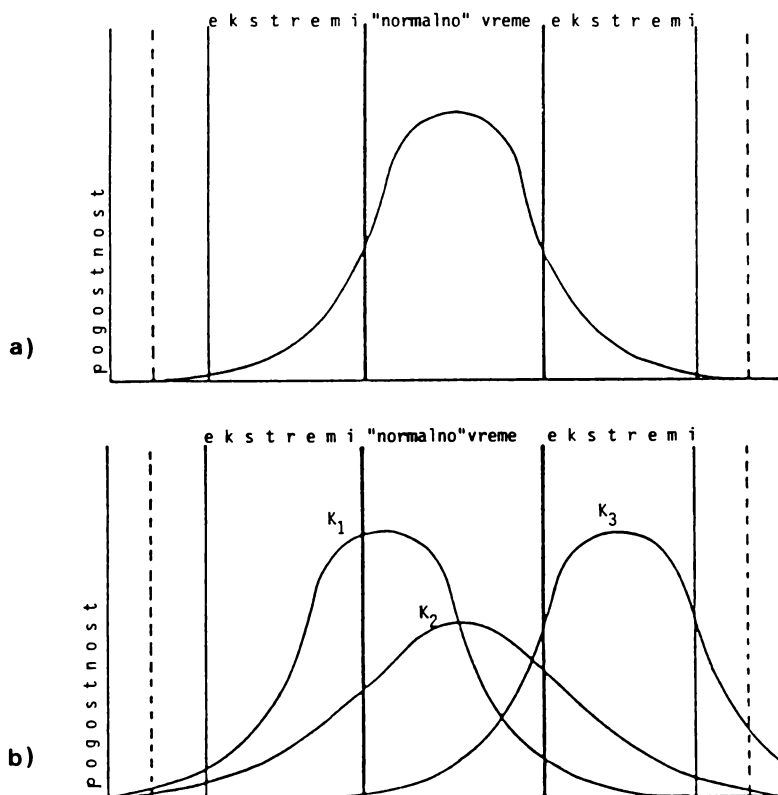 e k s t r e m i "normalno" vreme e k s t r e m i
p o g o s t n o s t
a)
e k s t r e m i "normalno" vreme e k s t r e m i
K1
K3
K2
p o g o s t n o s t
b)